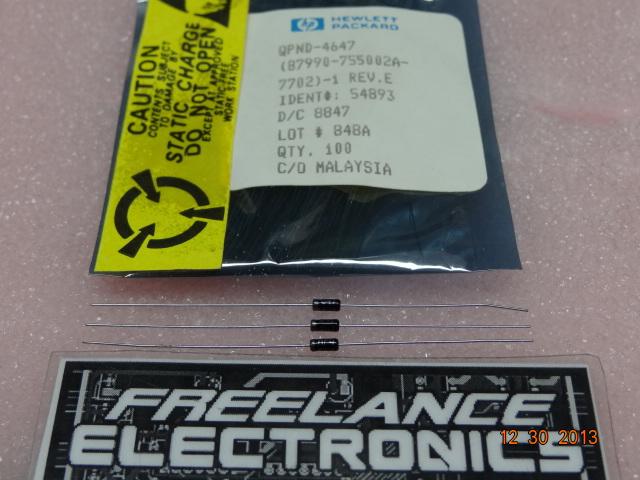 CAUTION
CONTENTS SUBJECT
TO DAMAGE BY
STATIC CHARGE
DO NOT OPEN
EXCEPT AT APPROVED
STATIC-FREE
WORK STATION
hp HEWLETT
PACKARD
QPND-4647
(87990-755002A-
7702)-1 REV.E
IDENT#: 54893
D/C 8847
LOT # 848A
QTY. 100
C/O MALAYSIA
FREELANCE
ELECTRONICS
12 30 2013